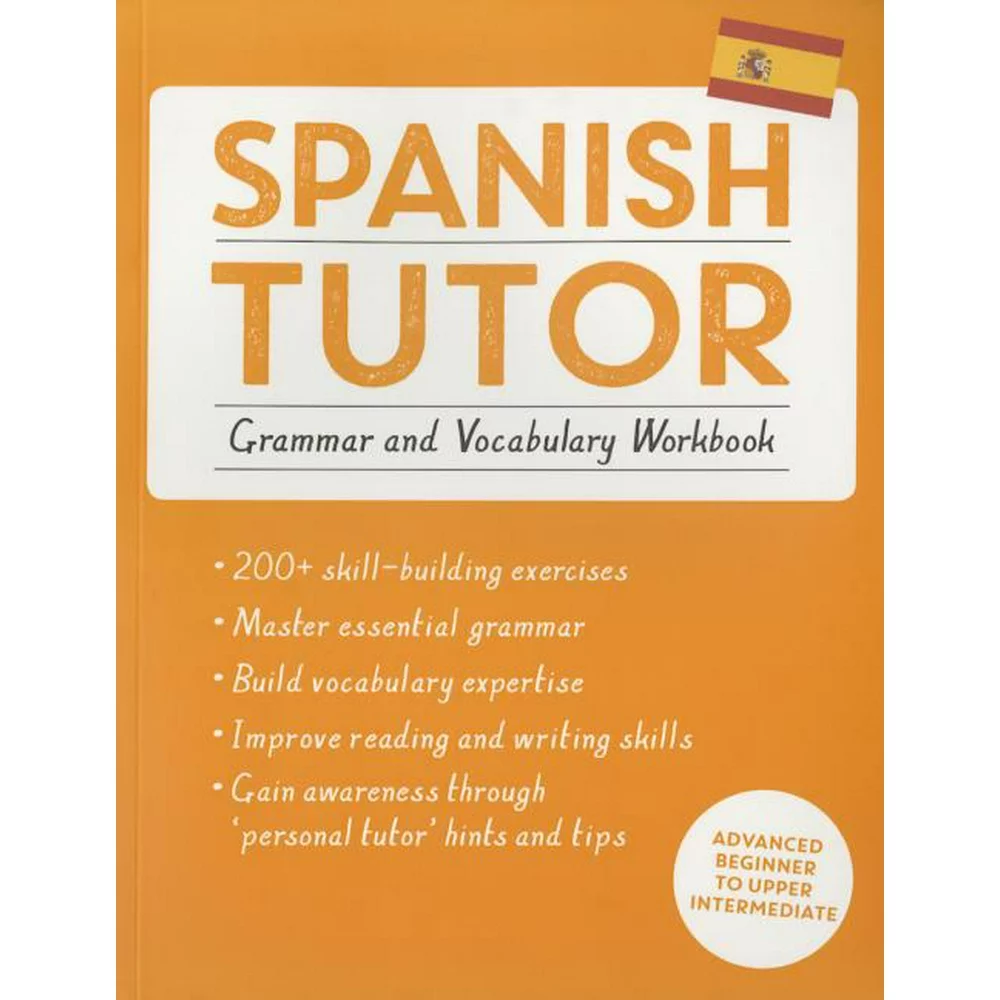 SPANISH
TUTOR
Grammar and Vocabulary Workbook
• 200+ skill-building exercises
• Master essential grammar
• Build vocabulary expertise
• Improve reading and writing skills
• Gain awareness through
‘personal tutor’ hints and tips
ADVANCED
BEGINNER
TO UPPER
INTERMEDIATE